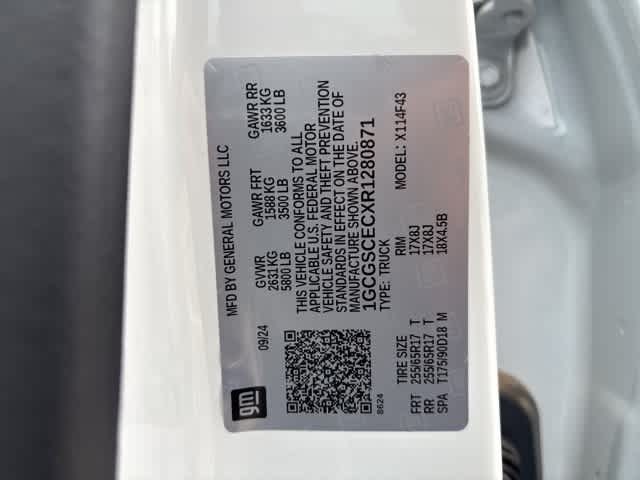 MFD BY GENERAL MOTORS LLC
09/24
GVWR GAWR FRT GAWR RR
2631 KG 1588 KG 1633 KG
5800 LB 3500 LB 3600 LB
THIS VEHICLE CONFORMS TO ALL
APPLICABLE U.S. FEDERAL MOTOR
VEHICLE SAFETY AND THEFT PREVENTION
STANDARDS IN EFFECT ON THE DATE OF
MANUFACTURE SHOWN ABOVE.
1GCGSCECXR1280871
TYPE: TRUCK MODEL: X114F43
gm
8624
TIRE SIZE RIM
FRT 255/65R17 T 17X8J
RR 255/65R17 T 17X8J
SPA T175/90D18 M 18X4.5B